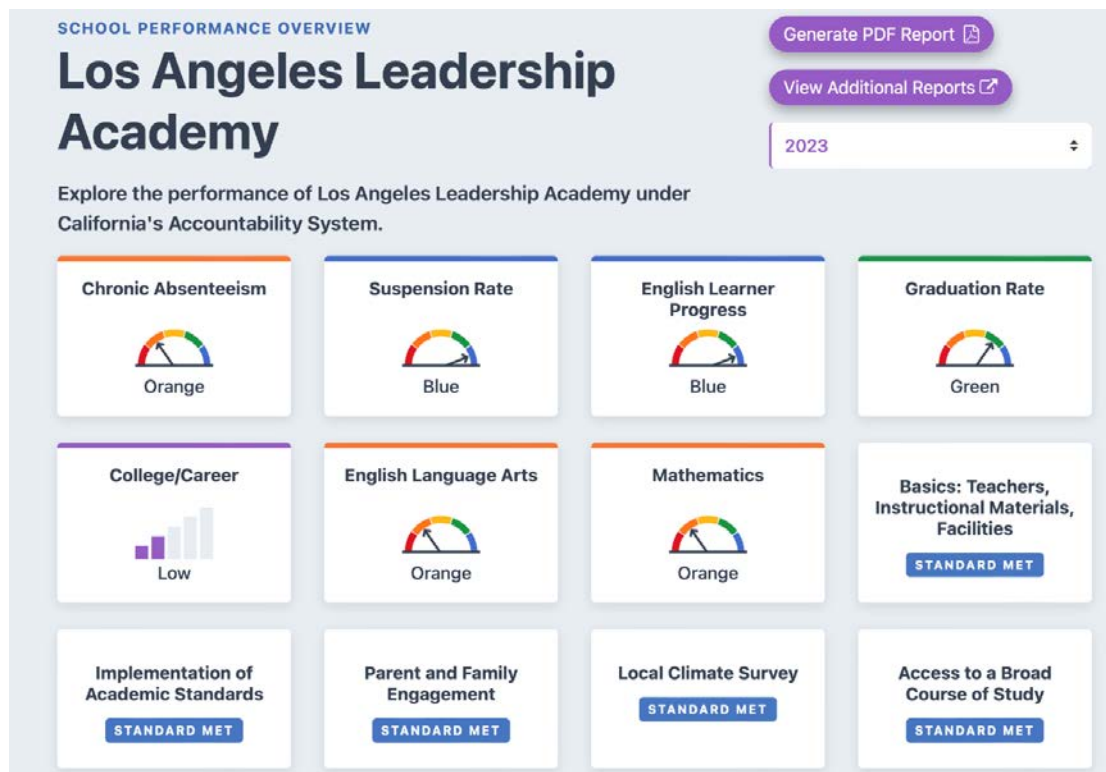 SCHOOL PERFORMANCE OVERVIEW
Los Angeles Leadership
Academy
Generate PDF Report
View Additional Reports
2023
Explore the performance of Los Angeles Leadership Academy under
California's Accountability System.
Chronic Absenteeism
Orange
Suspension Rate
Blue
English Learner
Progress
Blue
Graduation Rate
Green
College/Career
Low
English Language Arts
Orange
Mathematics
Orange
Basics: Teachers,
Instructional Materials,
Facilities
STANDARD MET
Implementation of
Academic Standards
STANDARD MET
Parent and Family
Engagement
STANDARD MET
Local Climate Survey
STANDARD MET
Access to a Broad
Course of Study
STANDARD MET